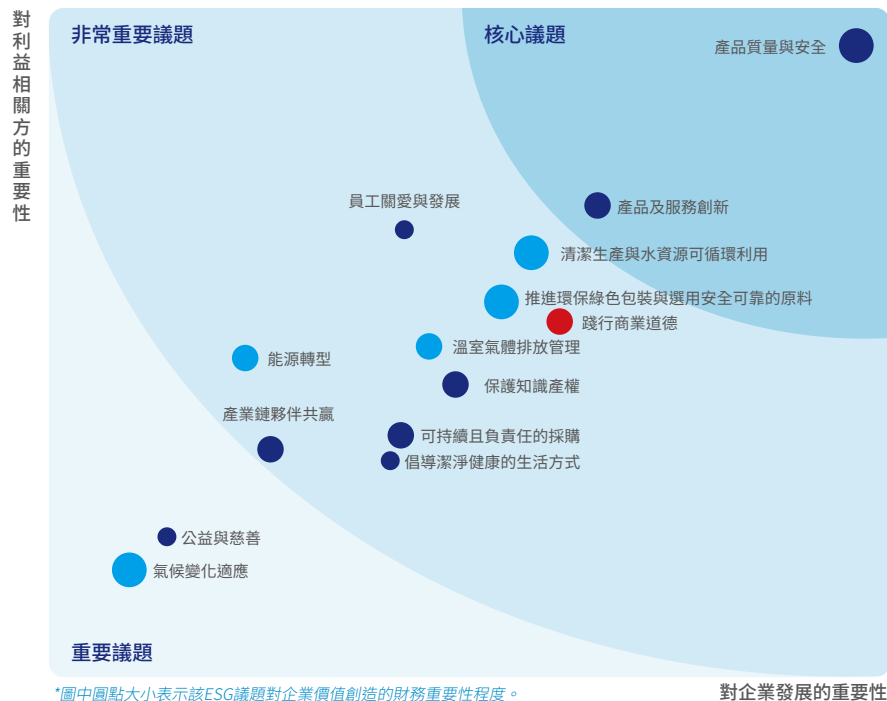 對利益相關方的重要性
非常重要議題
核心議題
產品質量與安全
員工關愛與發展
產品及服務創新
清潔生產與水資源可循環利用
推進環保綠色包裝與選用安全可靠的原料
踐行商業道德
溫室氣體排放管理
能源轉型
保護知識產權
產業鏈夥伴共贏
可持續且負責任的採購
倡導潔淨健康的生活方式
公益與慈善
氣候變化適應
重要議題
*圖中圓點大小表示該ESG議題對企業價值創造的財務重要性程度。
對企業發展的重要性